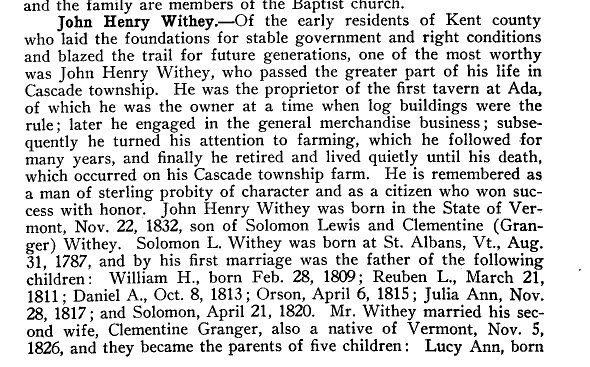 and the family are members of the Baptist church.
John Henry Withey.—Of the early residents of Kent county
who laid the foundations for stable government and right conditions
and blazed the trail for future generations, one of the most worthy
was John Henry Withey, who passed the greater part of his life in
Cascade township. He was the proprietor of the first tavern at Ada,
of which he was the owner at a time when log buildings were the
rule; later he engaged in the general merchandise business; subse-
quently he turned his attention to farming, which he followed for
many years, and finally he retired and lived quietly until his death,
which occurred on his Cascade township farm. He is remembered as
a man of sterling probity of character and as a citizen who won suc-
cess with honor. John Henry Withey was born in the State of Ver-
mont, Nov. 22, 1832, son of Solomon Lewis and Clementine (Gran-
ger) Withey. Solomon L. Withey was born at St. Albans, Vt., Aug.
31, 1787, and by his first marriage was the father of the following
children: William H., born Feb. 28, 1809; Reuben L., March 21,
1811; Daniel A., Oct. 8, 1813; Orson, April 6, 1815; Julia Ann, Nov.
28, 1817; and Solomon, April 21, 1820. Mr. Withey married his sec-
ond wife, Clementine Granger, also a native of Vermont, Nov. 5,
1826, and they became the parents of five children: Lucy Ann, born